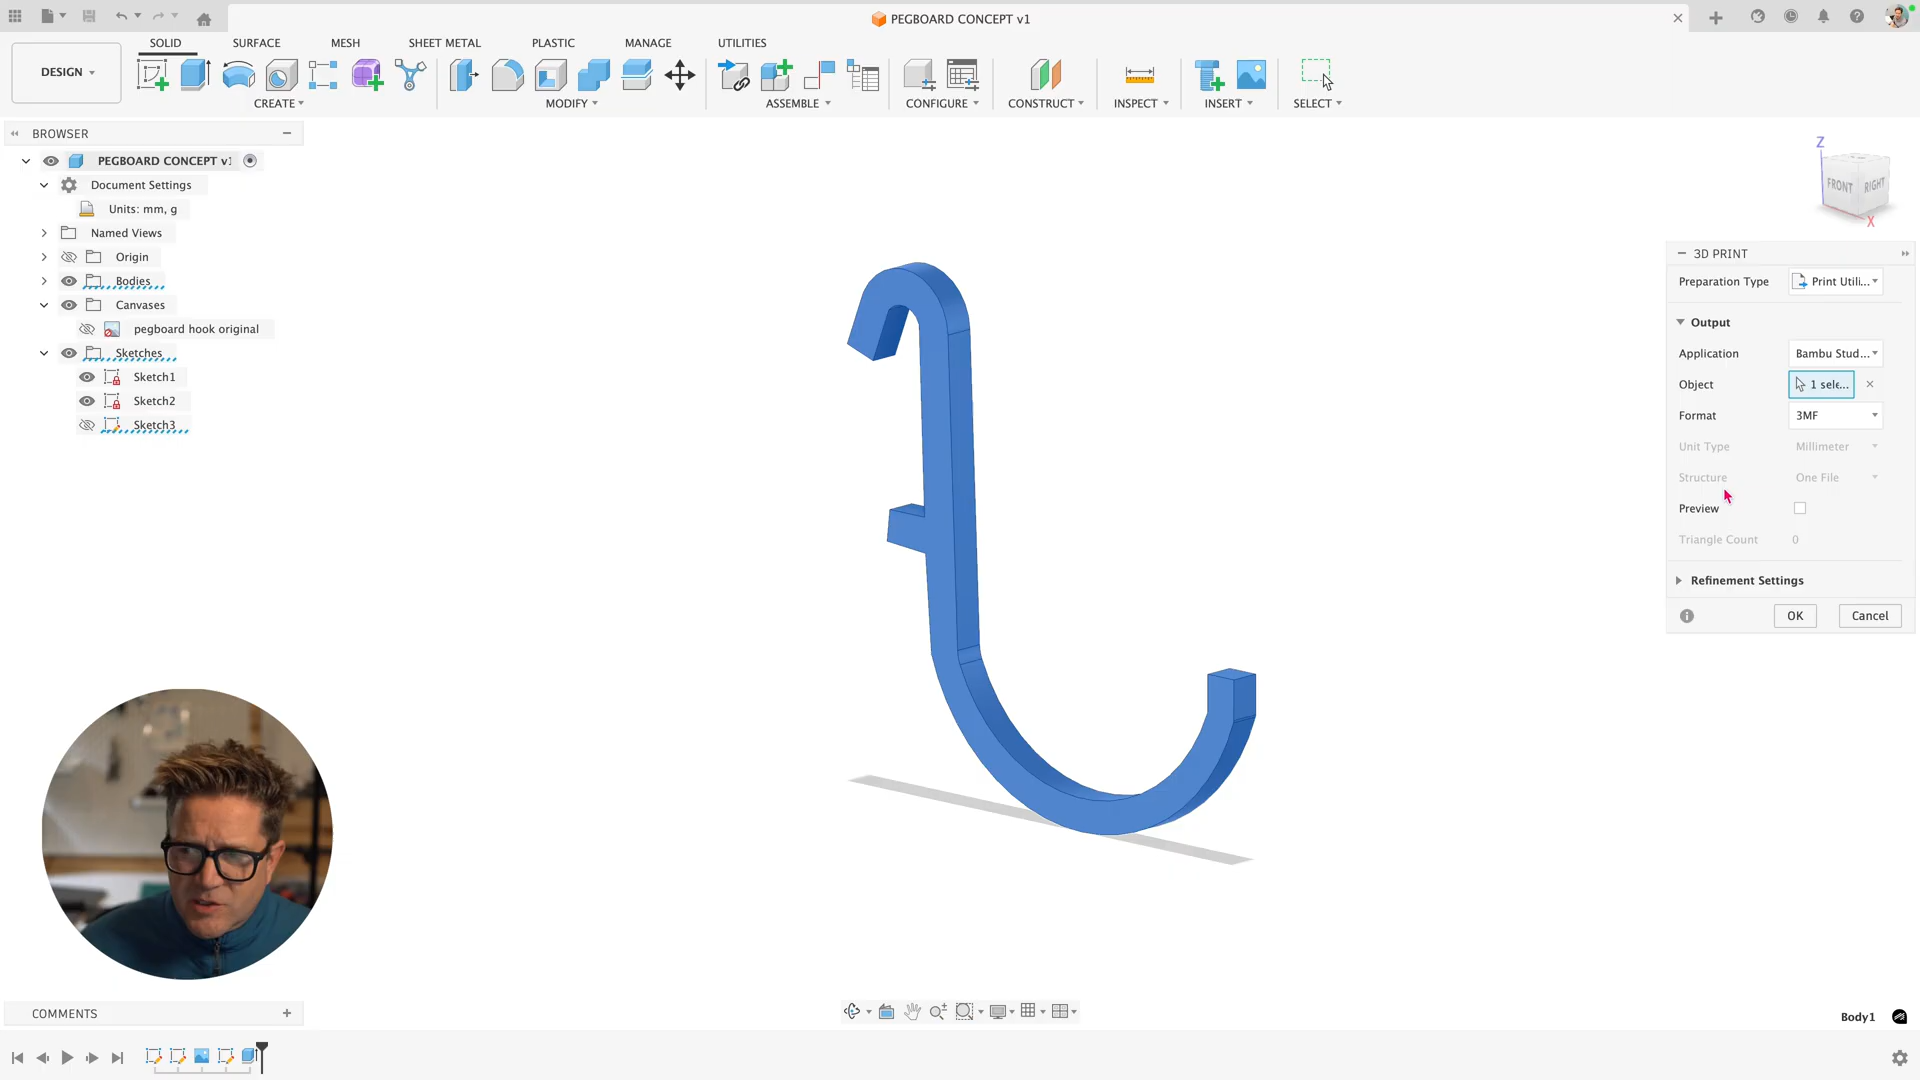 PEGBOARD CONCEPT v1
SOLID
SURFACE
MESH
SHEET METAL
PLASTIC
MANAGE
UTILITIES
DESIGN
CREATE
MODIFY
ASSEMBLE
CONFIGURE
CONSTRUCT
INSPECT
INSERT
SELECT
BROWSER
PEGBOARD CONCEPT v1
Document Settings
Units: mm, g
Named Views
Origin
Bodies
Canvases
pegboard hook original
Sketches
Sketch1
Sketch2
Sketch3
Z
FRONT
RIGHT
X
3D PRINT
Preparation Type
Print Utili...
Output
Application
Bambu Stud...
Object
1 sele...
Format
3MF
Unit Type
Millimeter
Structure
One File
Preview
Triangle Count
0
Refinement Settings
OK
Cancel
COMMENTS
Body1